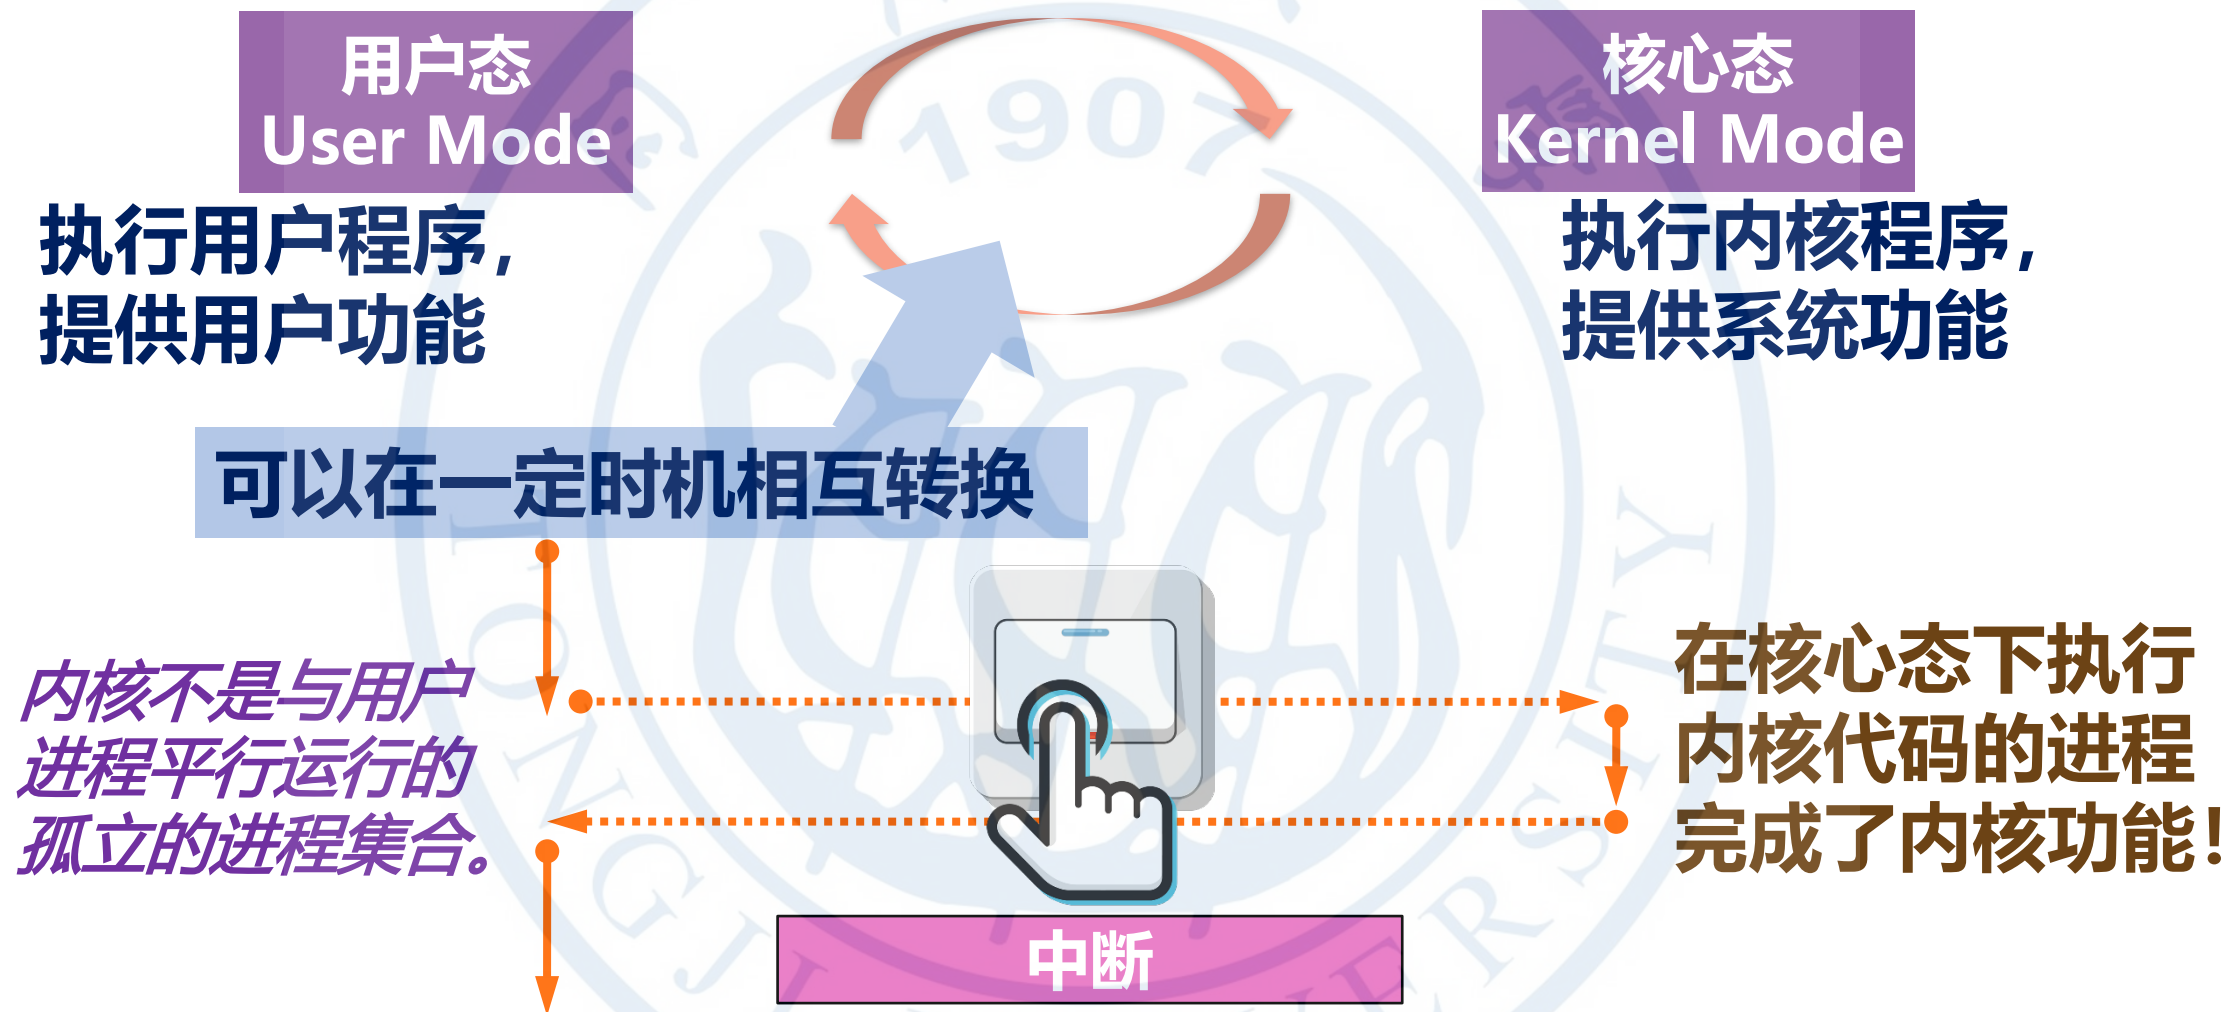 用户态
User Mode
核心态
Kernel Mode
执行用户程序，
提供用户功能
执行内核程序，
提供系统功能
1907
可以在一定时机相互转换
内核不是与用户
进程平行运行的
孤立的进程集合。
在核心态下执行
内核代码的进程
完成了内核功能！
中断